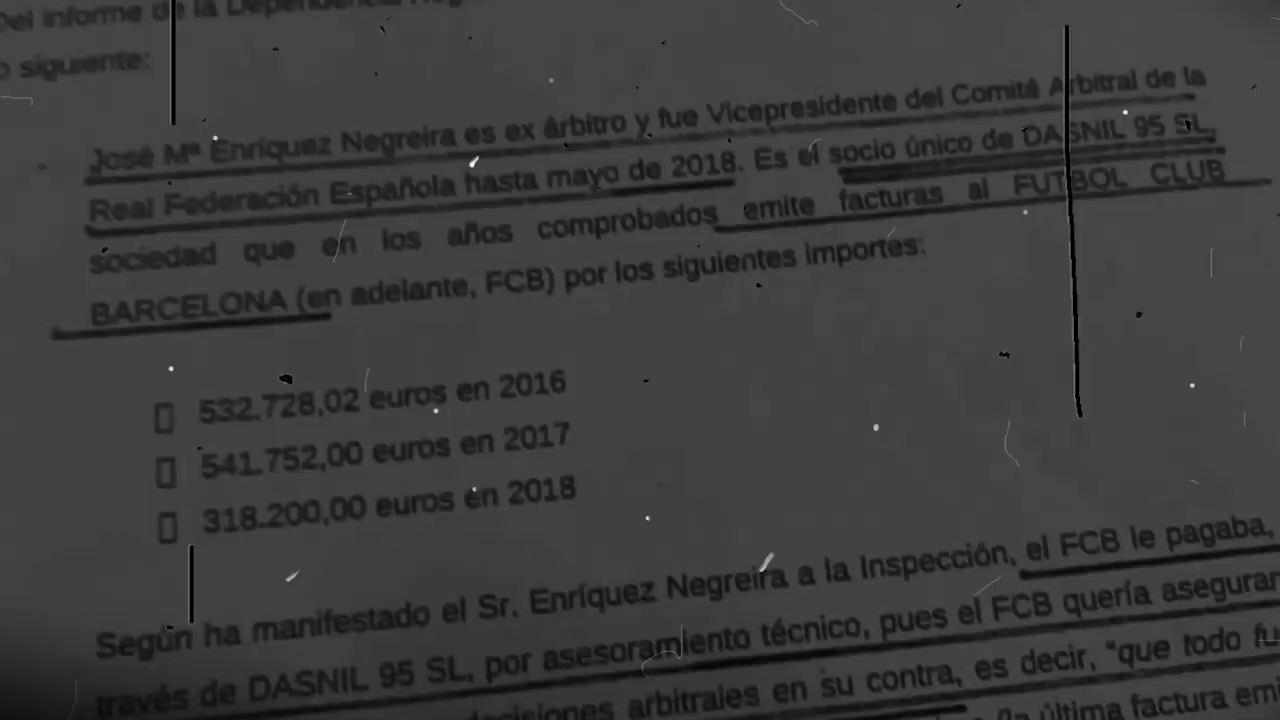 Del informe de la Dependencia
o siguiente:
José Mª Enríquez Negreira es ex árbitro y fue Vicepresidente del Comité Arbitral de la
Real Federación Española hasta mayo de 2018. Es el socio único de DASNIL 95 SL,
sociedad que en los años comprobados emite facturas al FUTBOL CLUB
BARCELONA (en adelante, FCB) por los siguientes importes:
532.728,02 euros en 2016
541.752,00 euros en 2017
318.200,00 euros en 2018
Según ha manifestado el Sr. Enríquez Negreira a la Inspección, el FCB le pagaba,
través de DASNIL 95 SL, por asesoramiento técnico, pues el FCB quería asegurar
decisiones arbitrales en su contra, es decir, "que todo fu
(la última factura emi